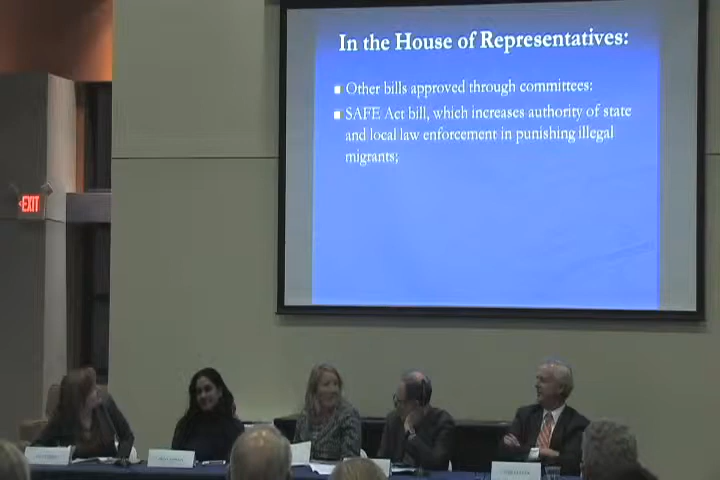 In the House of Representatives:
Other bills approved through committees:
SAFE Act bill, which increases authority of state
and local law enforcement in punishing illegal
migrants;
EXIT